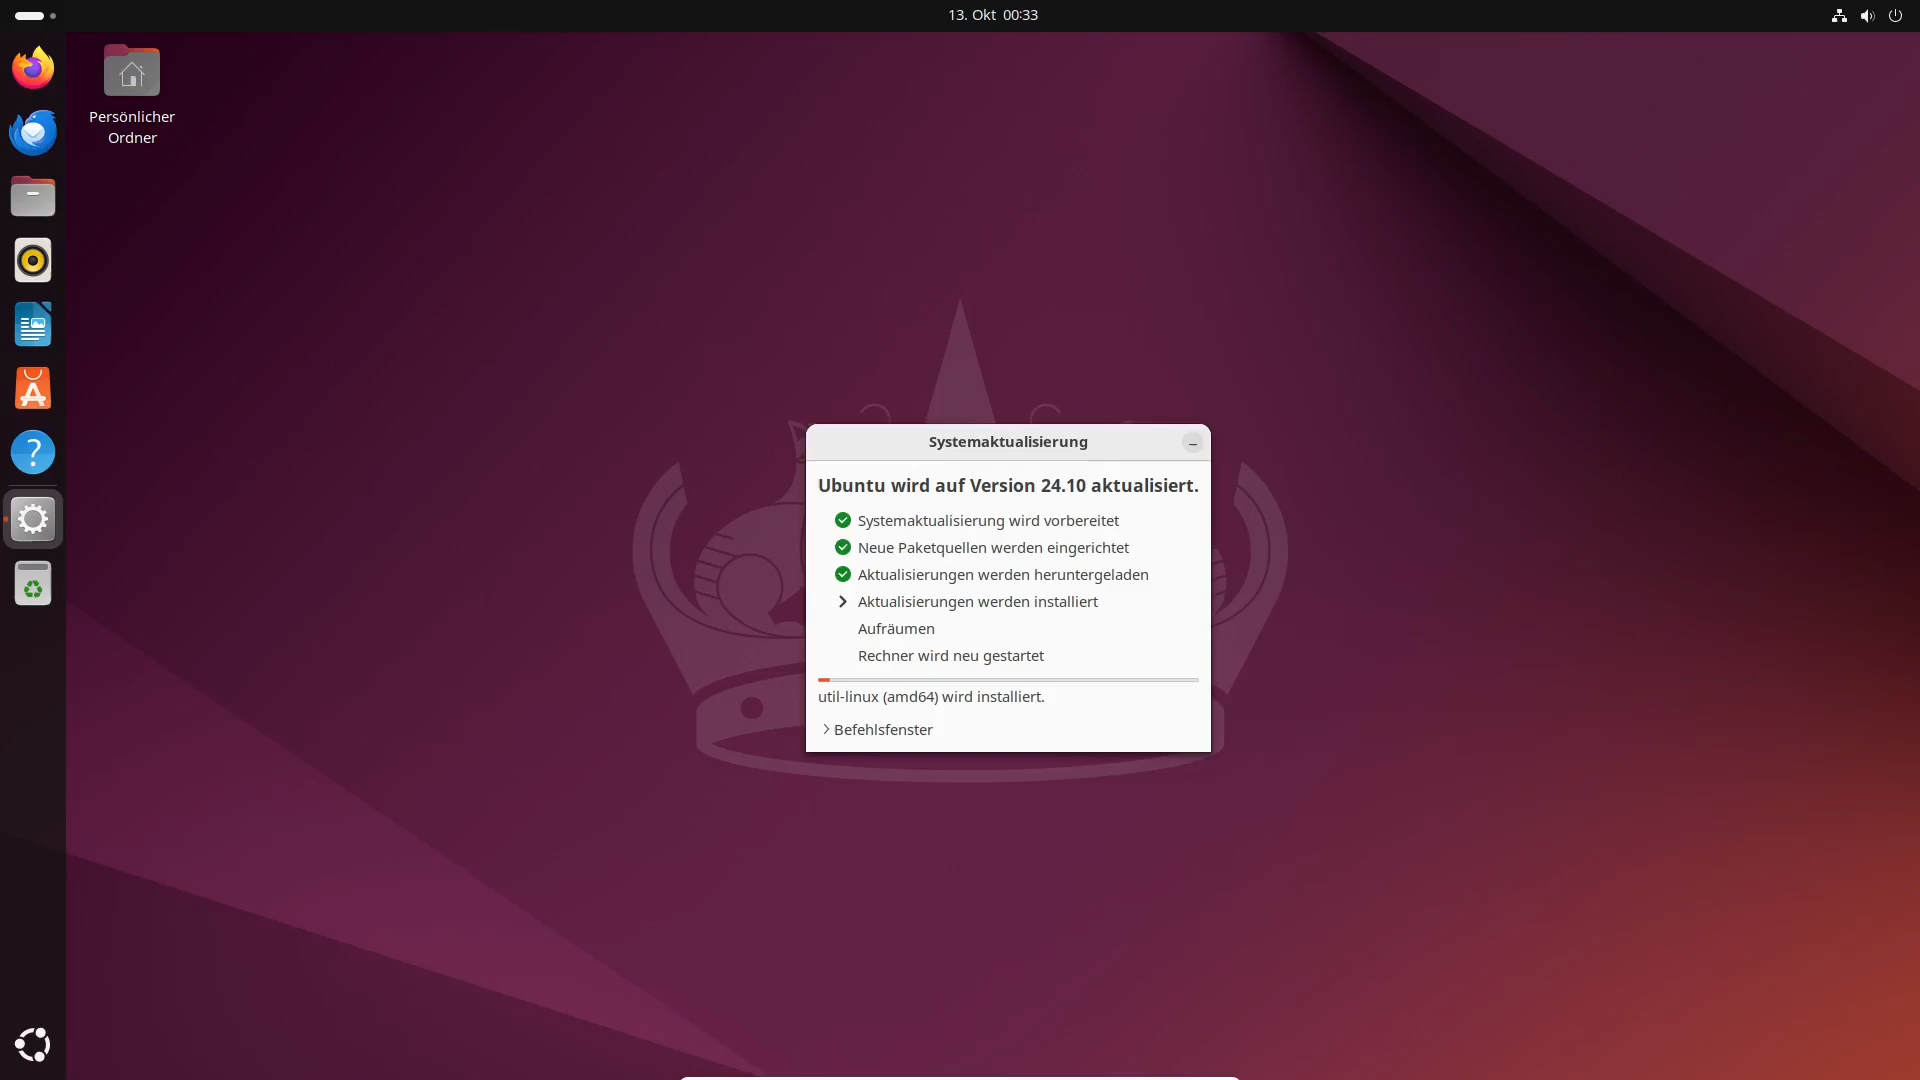 13. Okt 00:33
Persönlicher
Ordner
Systemaktualisierung
Ubuntu wird auf Version 24.10 aktualisiert.
Systemaktualisierung wird vorbereitet
Neue Paketquellen werden eingerichtet
Aktualisierungen werden heruntergeladen
Aktualisierungen werden installiert
Aufräumen
Rechner wird neu gestartet
util-linux (amd64) wird installiert.
Befehlsfenster